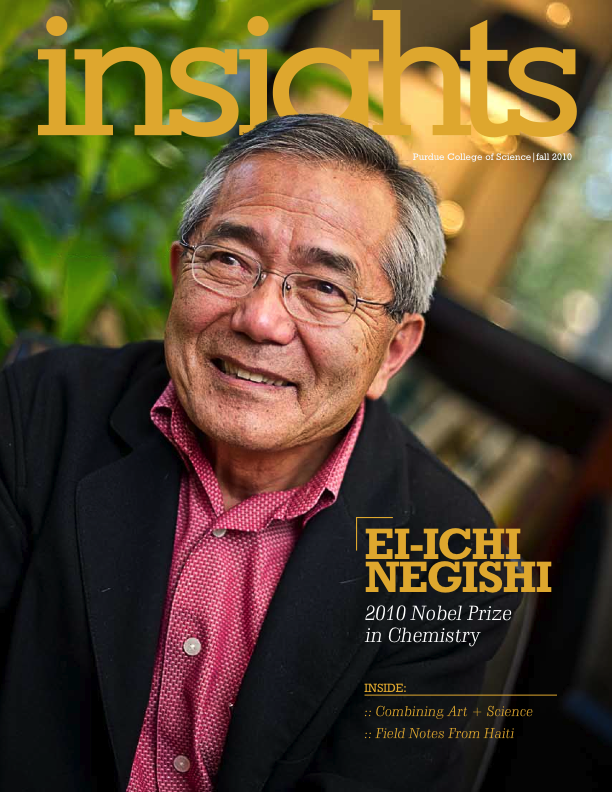 insights
Purdue College of Science|fall 2010
EI-ICHI
NEGISHI
2010 Nobel Prize
in Chemistry
INSIDE:
:: Combining Art + Science
:: Field Notes From Haiti